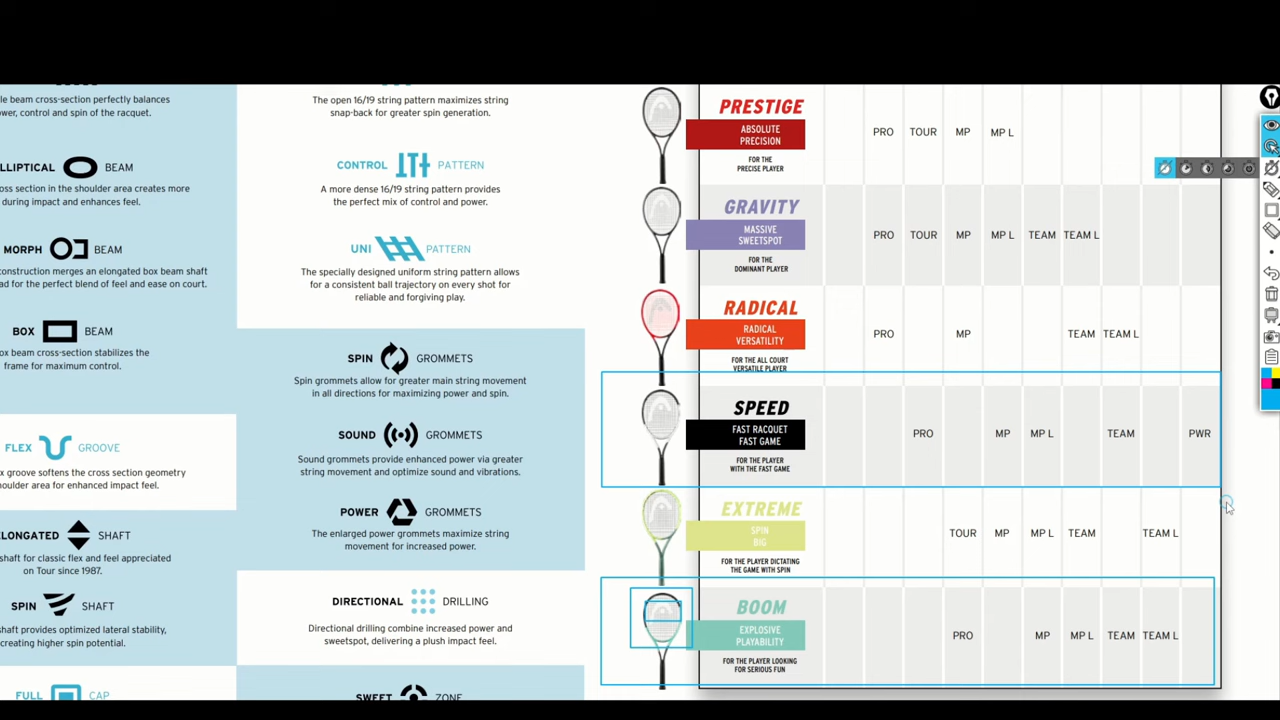 le beam cross-section perfectly balances
wer, control and spin of the racquet.
LLIPTICAL BEAM
oss section in the shoulder area creates more
during impact and enhances feel.
MORPH BEAM
construction merges an elongated box beam shaft
ad for the perfect blend of feel and ease on court.
BOX BEAM
ox beam cross-section stabilizes the
frame for maximum control.
FLEX GROOVE
x groove softens the cross section geometry
houlder area for enhanced impact feel.
ELONGATED SHAFT
shaft for classic flex and feel appreciated
on Tour since 1987.
SPIN SHAFT
shaft provides optimized lateral stability,
creating higher spin potential.
FULL CAP
The open 16/19 string pattern maximizes string
snap-back for greater spin generation.
CONTROL PATTERN
A more dense 16/19 string pattern provides
the perfect mix of control and power.
UNI PATTERN
The specially designed uniform string pattern allows
for a consistent ball trajectory on every shot for
reliable and forgiving play.
SPIN GROMMETS
Spin grommets allow for greater main string movement
in all directions for maximizing power and spin.
SOUND GROMMETS
Sound grommets provide enhanced power via greater
string movement and optimize sound and vibrations.
POWER GROMMETS
The enlarged power grommets maximize string
movement for increased power.
DIRECTIONAL DRILLING
Directional drilling combine increased power and
sweetspot, delivering a plush impact feel.
SWEET ZONE
PRESTIGE
ABSOLUTE
PRECISION
FOR THE
PRECISE PLAYER
PRO TOUR MP MP L
GRAVITY
MASSIVE
SWEETSPOT
FOR THE
DOMINANT PLAYER
PRO TOUR MP MP L TEAM TEAM L
RADICAL
RADICAL
VERSATILITY
FOR THE ALL COURT
VERSATILE PLAYER
PRO MP TEAM TEAM L
SPEED
FAST RACQUET
FAST GAME
FOR THE PLAYER
WITH THE FAST GAME
PRO MP MP L TEAM PWR
EXTREME
SPIN
BIG
FOR THE PLAYER DICTATING
THE GAME WITH SPIN
TOUR MP MP L TEAM TEAM L
BOOM
EXPLOSIVE
PLAYABILITY
FOR THE PLAYER LOOKING
FOR SERIOUS FUN
PRO MP MP L TEAM TEAM L